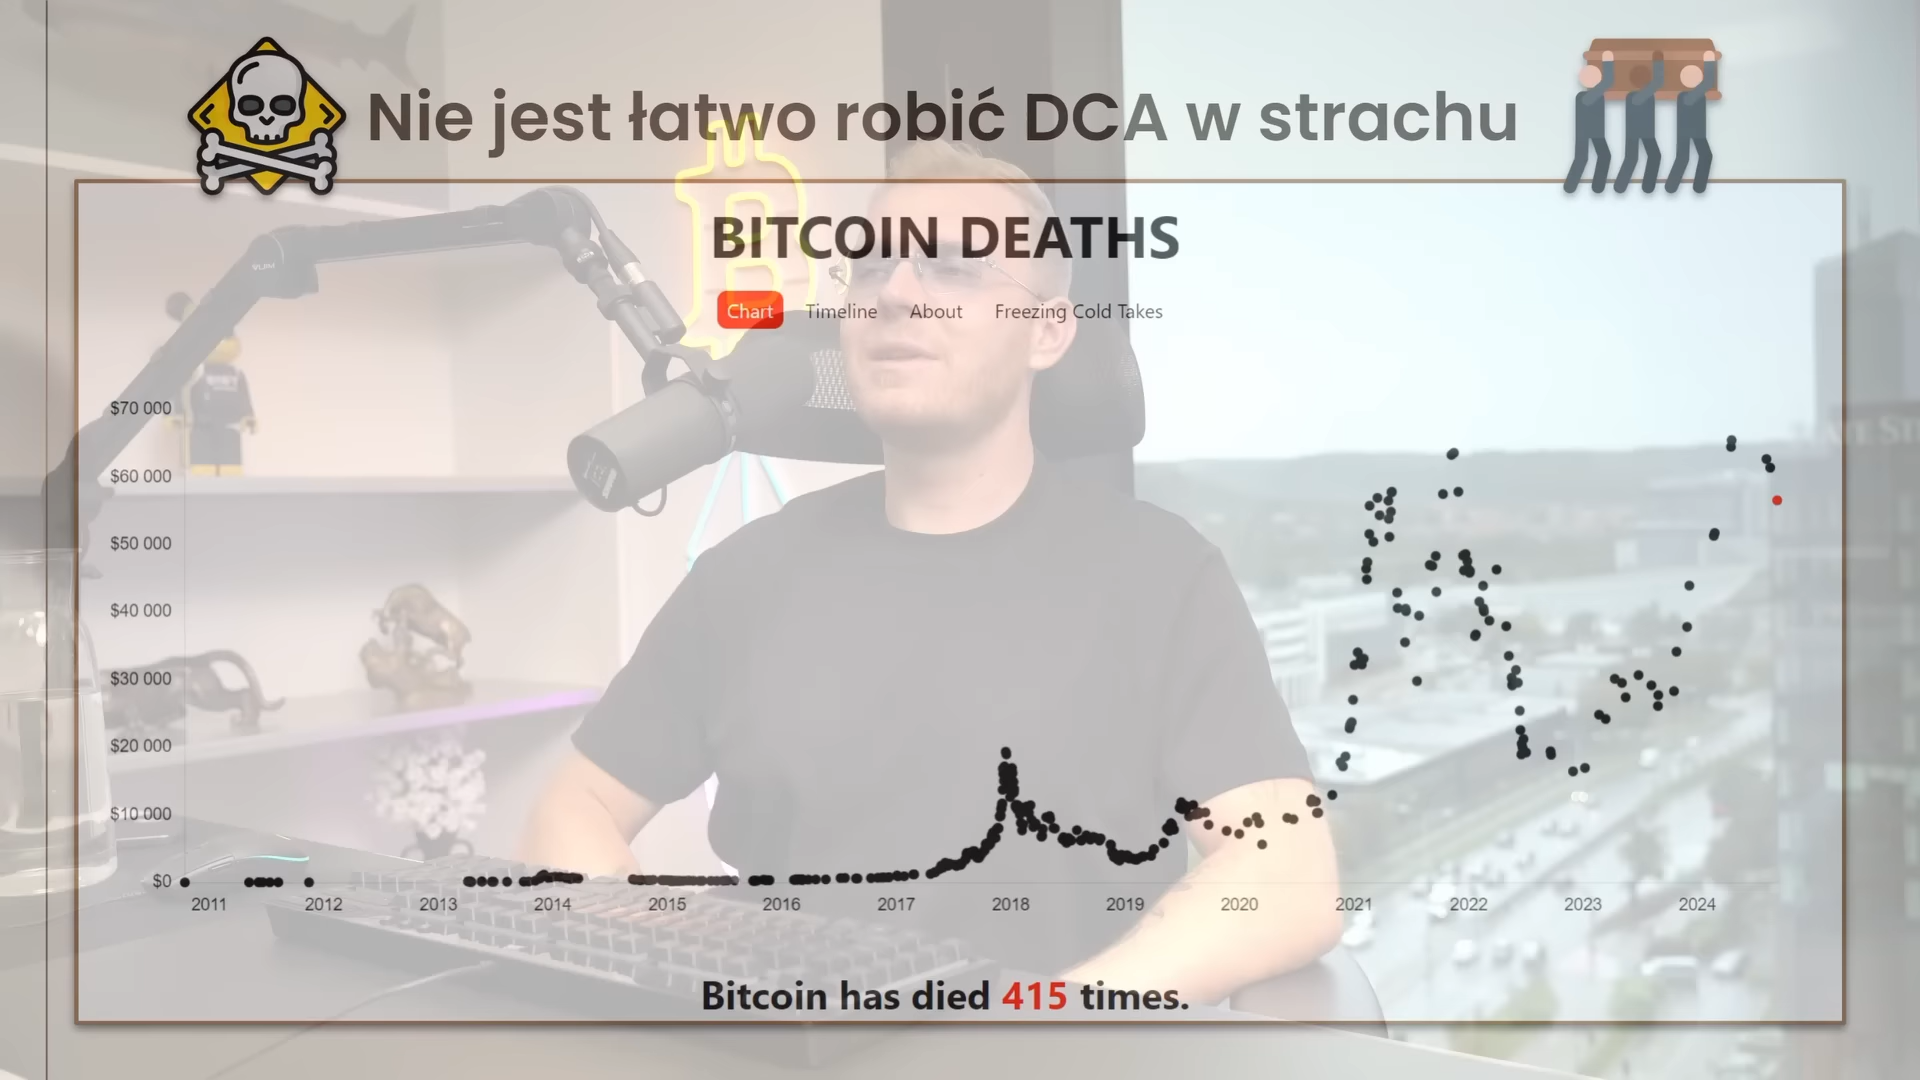 Nie jest łatwo robić DCA w strachu
BITCOIN DEATHS
Chart Timeline About Freezing Cold Takes
$70 000
$60 000
$50 000
$40 000
$30 000
$20 000
$10 000
$0
2011 2012 2013 2014 2015 2016 2017 2018 2019 2020 2021 2022 2023 2024
Bitcoin has died 415 times.